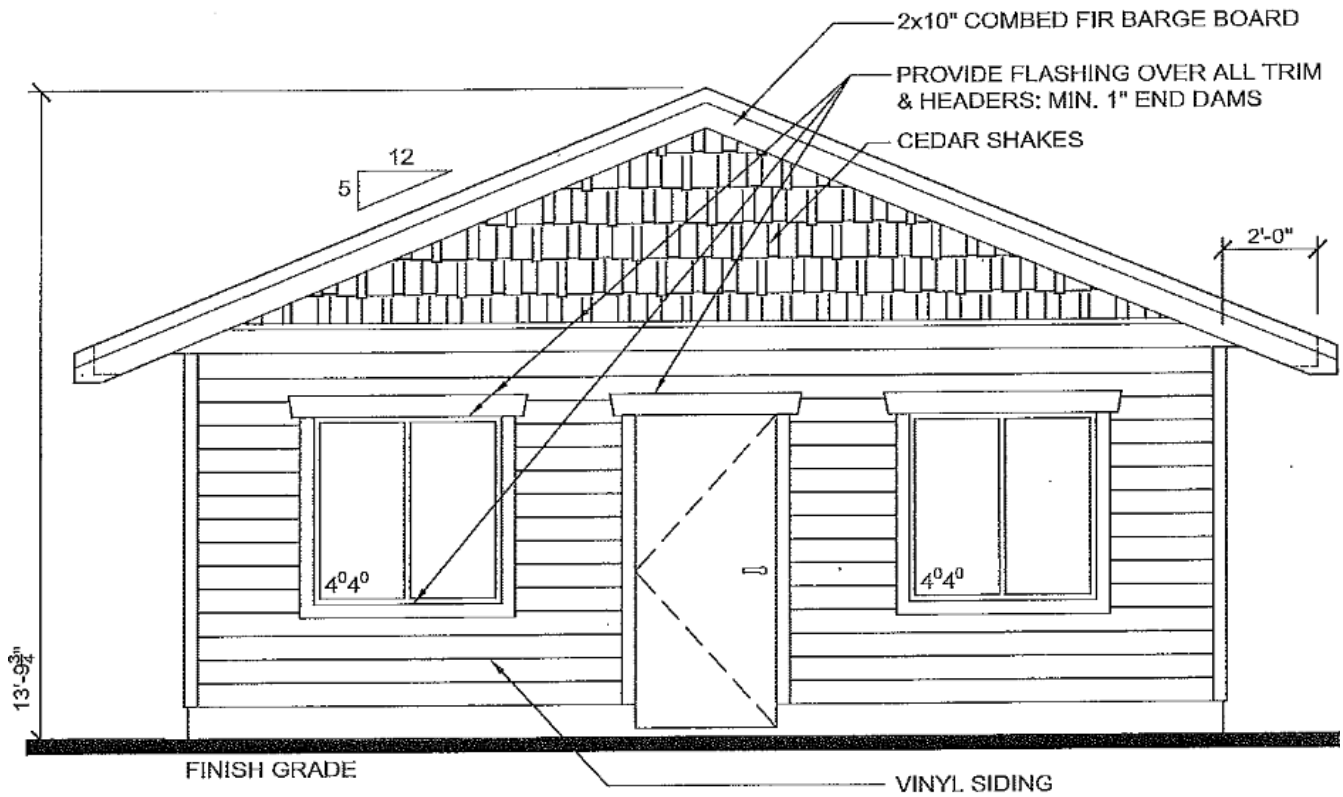 2x10" COMBED FIR BARGE BOARD
PROVIDE FLASHING OVER ALL TRIM
& HEADERS: MIN. 1" END DAMS
CEDAR SHAKES
12
5
2'-0"
4⁰4⁰
4⁰4⁰
13'-9¾"
FINISH GRADE
VINYL SIDING